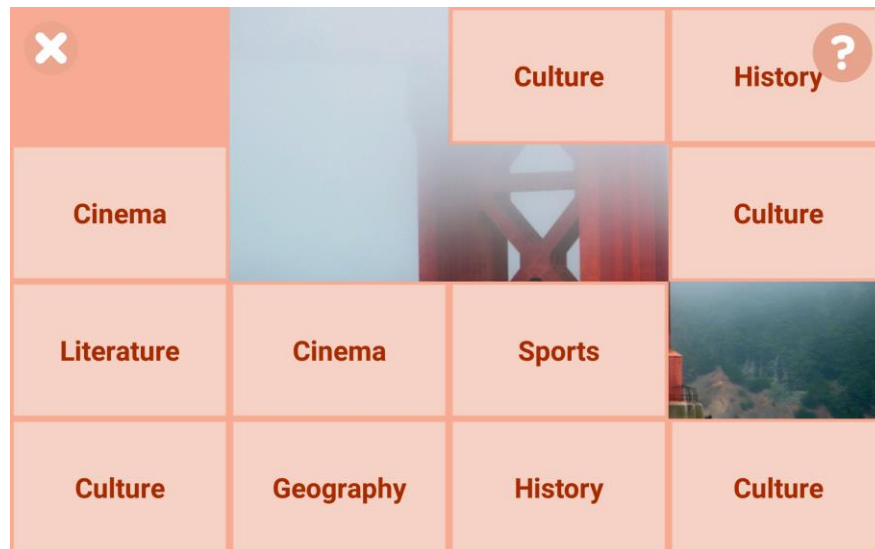 Culture
History
?
Cinema
Culture
Literature
Cinema
Sports
Culture
Geography
History
Culture